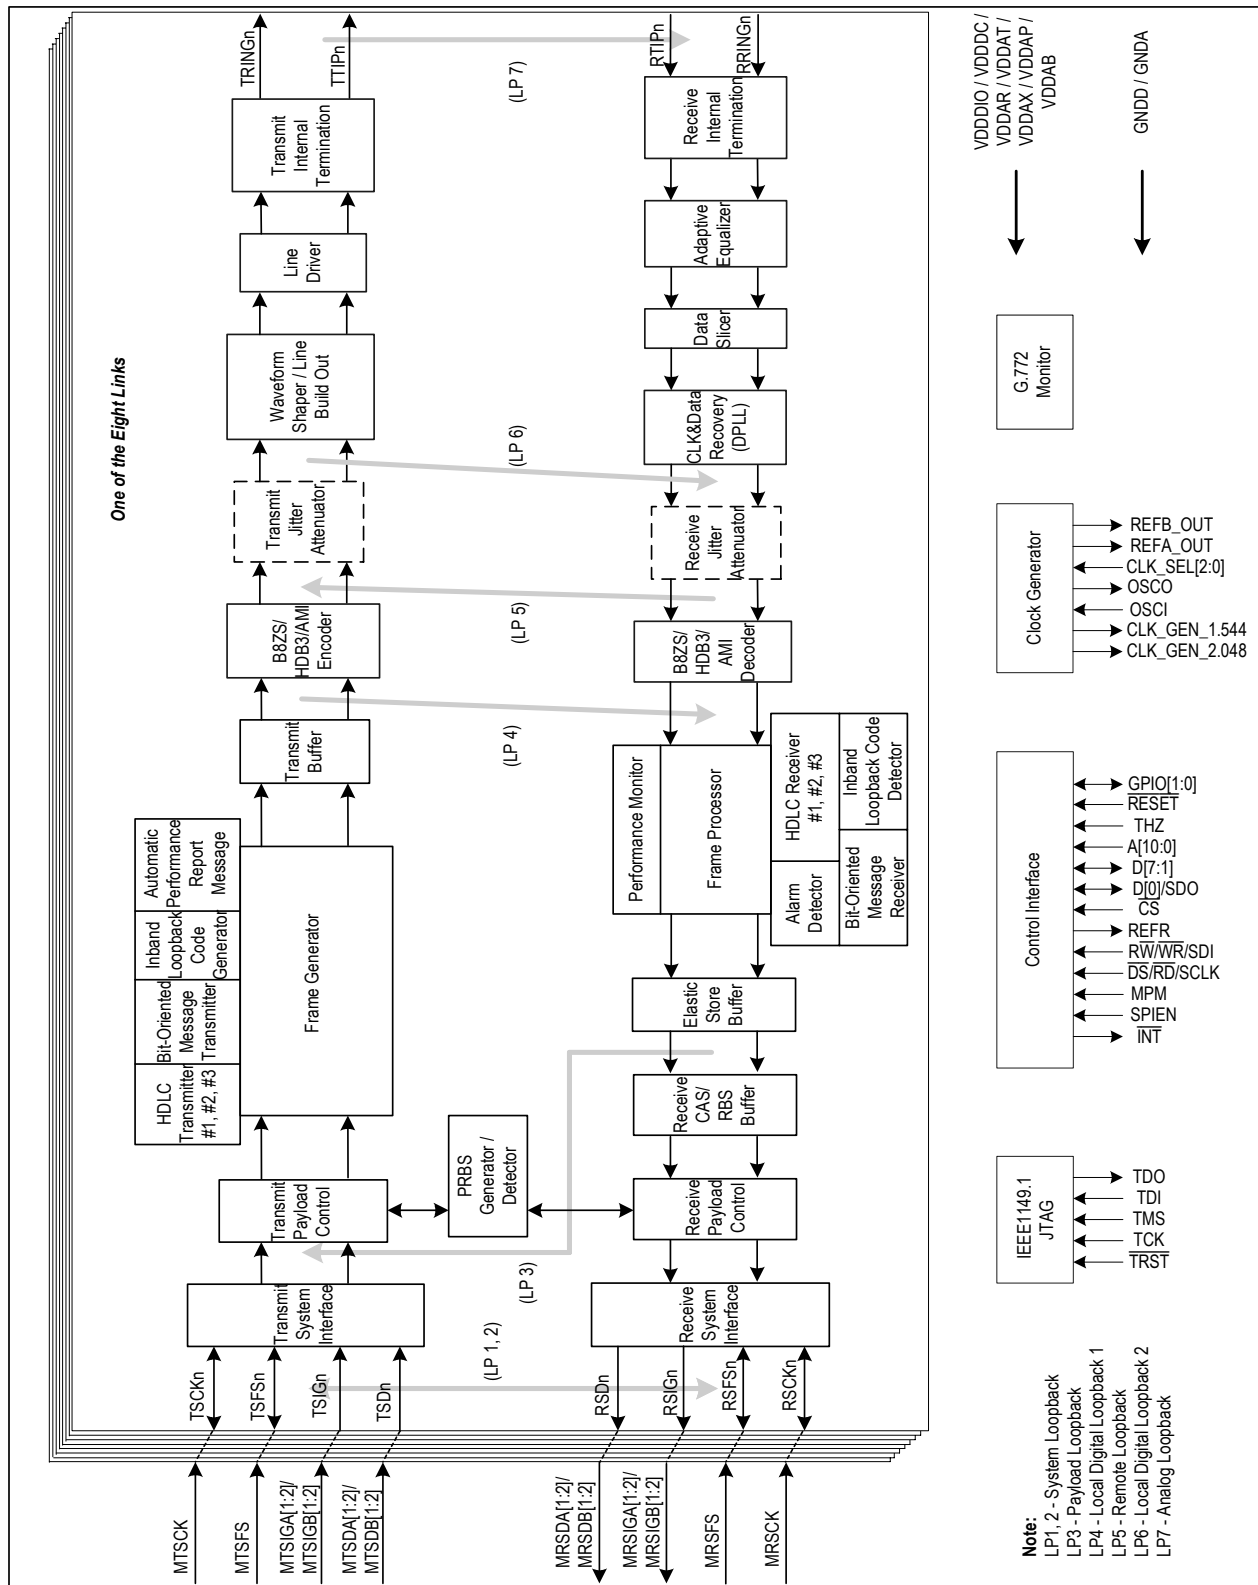 One of the Eight Links
TRINGn
TTIPn
(LP 7)
RTIPn
RRINGn
VDDDIO / VDDDC /
VDDAR / VDDAT /
VDDAX / VDDAP /
VDDAB
GNDD / GNDA
Transmit
Internal
Termination
Receive
Internal
Termination
Line
Driver
Adaptive
Equalizer
Waveform
Shaper / Line
Build Out
Data
Slicer
G.772
Monitor
(LP 6)
CLK&Data
Recovery
(DPLL)
Transmit
Jitter
Attenuator
Receive
Jitter
Attenuator
(LP 5)
B8ZS/
HDB3/AMI
Encoder
B8ZS/
HDB3/
AMI
Decoder
Clock Generator
REFB_OUT
REFA_OUT
CLK_SEL[2:0]
OSCO
OSCI
CLK_GEN_1.544
CLK_GEN_2.048
(LP 4)
Transmit
Buffer
Automatic
Performance
Report
Message
Inband
Loopback
Code
Generator
Bit-Oriented
Message
Transmitter
HDLC
Transmitter
#1, #2, #3
Frame Generator
Performance Monitor
Frame Processor
HDLC Receiver
#1, #2, #3
Inband
Loopback Code
Detector
Alarm
Detector
Bit-Oriented
Message
Receiver
Control Interface
GPIO[1:0]
RESET
THZ
A[10:0]
D[7:1]
D[0]/SDO
CS
REFR
RW/WR/SDI
DS/RD/SCLK
MPM
SPIEN
INT
Elastic
Store
Buffer
Receive
CAS/
RBS
Buffer
PRBS
Generator /
Detector
Transmit
Payload
Control
Receive
Payload
Control
(LP 3)
IEEE1149.1
JTAG
TDO
TDI
TMS
TCK
TRST
Transmit
System
Interface
Receive
System
Interface
(LP 1, 2)
TSCKn
TSFSn
TSIGn
TSDn
RSDn
RSIGn
RSFSn
RSCKn
MTSCK
MTSFS
MTSIGA[1:2]/
MTSIGB[1:2]
MTSDA[1:2]/
MTSDB[1:2]
MRSDA[1:2]/
MRSDB[1:2]
MRSIGA[1:2]/
MRSIGB[1:2]
MRSFS
MRSCK
Note:
LP1, 2 - System Loopback
LP3 - Payload Loopback
LP4 - Local Digital Loopback 1
LP5 - Remote Loopback
LP6 - Local Digital Loopback 2
LP7 - Analog Loopback